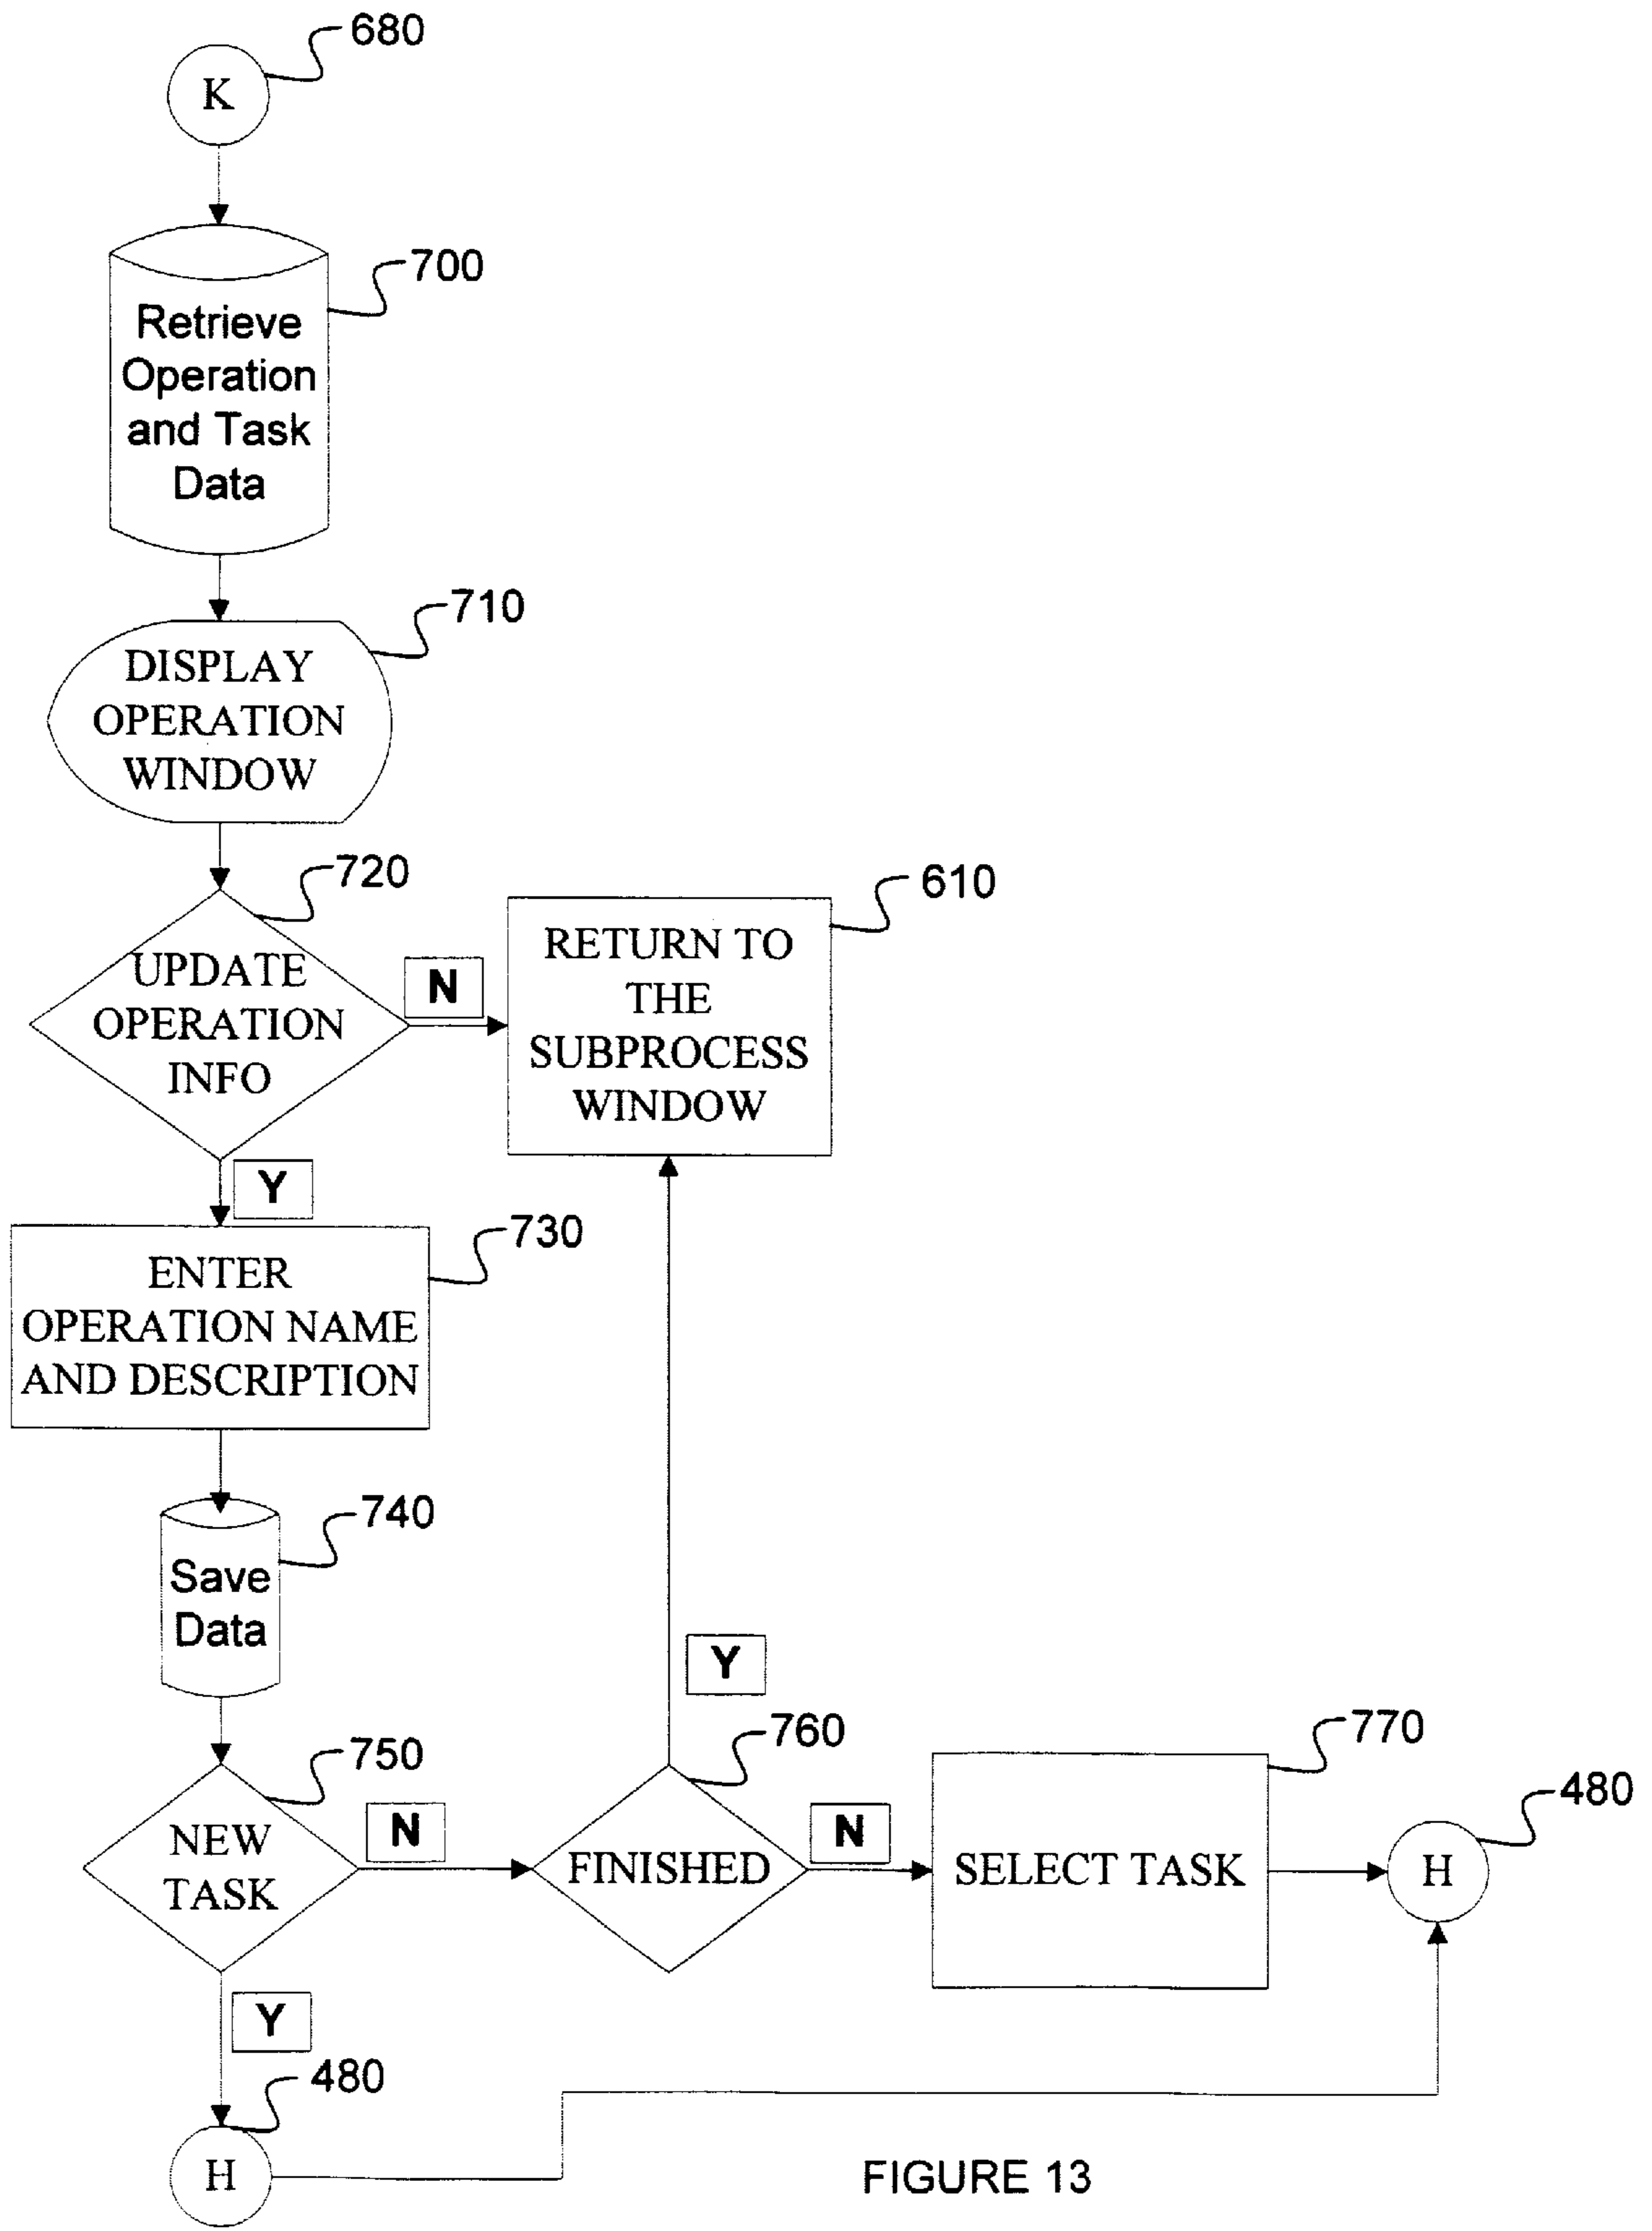 680
K
700
Retrieve
Operation
and Task
Data
710
DISPLAY
OPERATION
WINDOW
720
UPDATE
OPERATION
INFO
N
610
RETURN TO
THE
SUBPROCESS
WINDOW
Y
730
ENTER
OPERATION NAME
AND DESCRIPTION
740
Save
Data
Y
750
NEW
TASK
N
760
FINISHED
N
770
SELECT TASK
480
H
Y
480
H
FIGURE 13